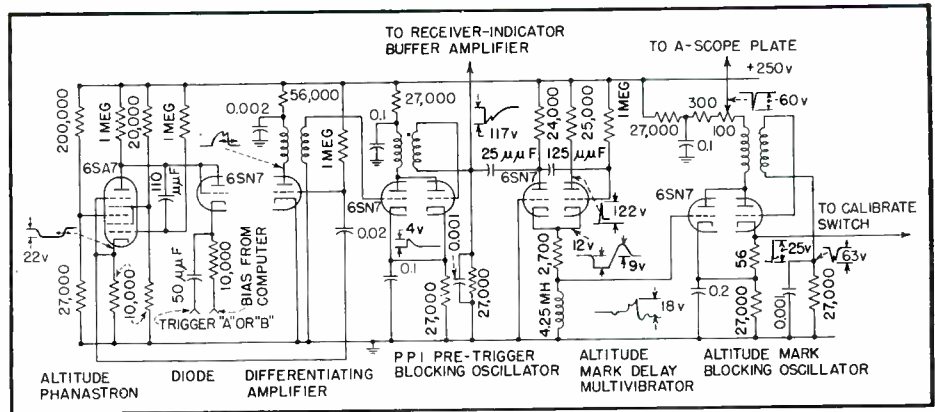 TO RECEIVER-INDICATOR
BUFFER AMPLIFIER
TO A-SCOPE PLATE
+250v
200,000
1 MEG
20,000
1 MEG
0.002
56,000
1 MEG
0.1
27,000
117v
25 μμF
24,000
125 μμF
25,000
1 MEG
27,000
300
0.1
100
-60v
6SA7
110 μμF
6SN7
6SN7
6SN7
6SN7
22v
27,000
10,000
50 μμF
10,000
BIAS FROM
COMPUTER
TRIGGER "A" OR "B"
0.02
4v
0.1
0.001
27,000
27,000
122v
12v
9v
2,700
4.25 MH
18v
TO CALIBRATE
SWITCH
56
-25v
63v
0.2
27,000
0.001
27,000
ALTITUDE
PHANASTRON
DIODE
DIFFERENTIATING
AMPLIFIER
PPI PRE-TRIGGER
BLOCKING OSCILLATOR
ALTITUDE
MARK DELAY
MULTIVIBRATOR
ALTITUDE MARK
BLOCKING OSCILLATOR